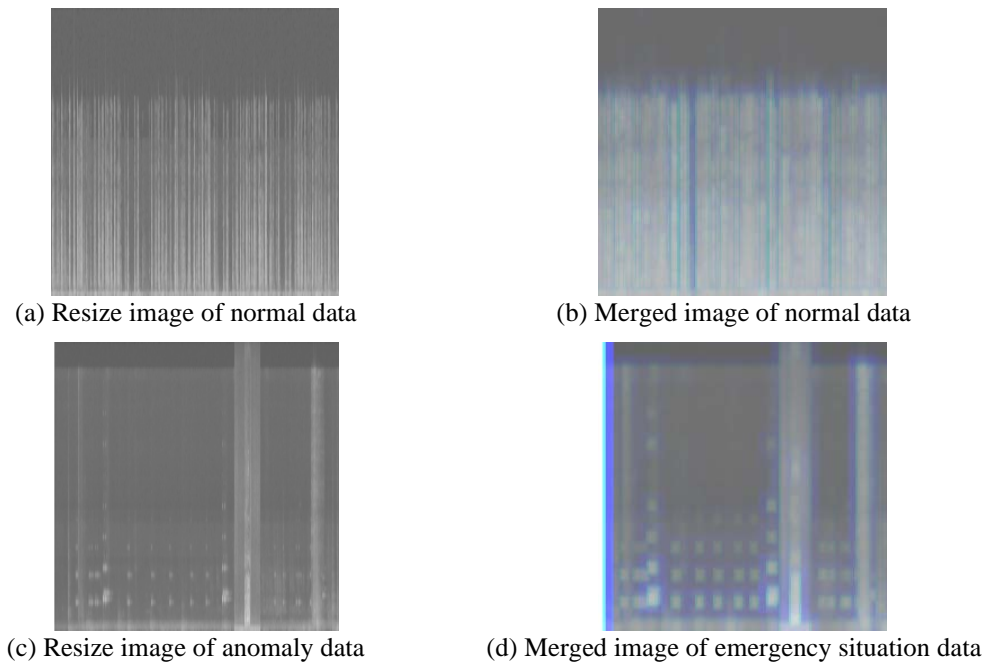 (a) Resize image of normal data
(b) Merged image of normal data
(c) Resize image of anomaly data
(d) Merged image of emergency situation data